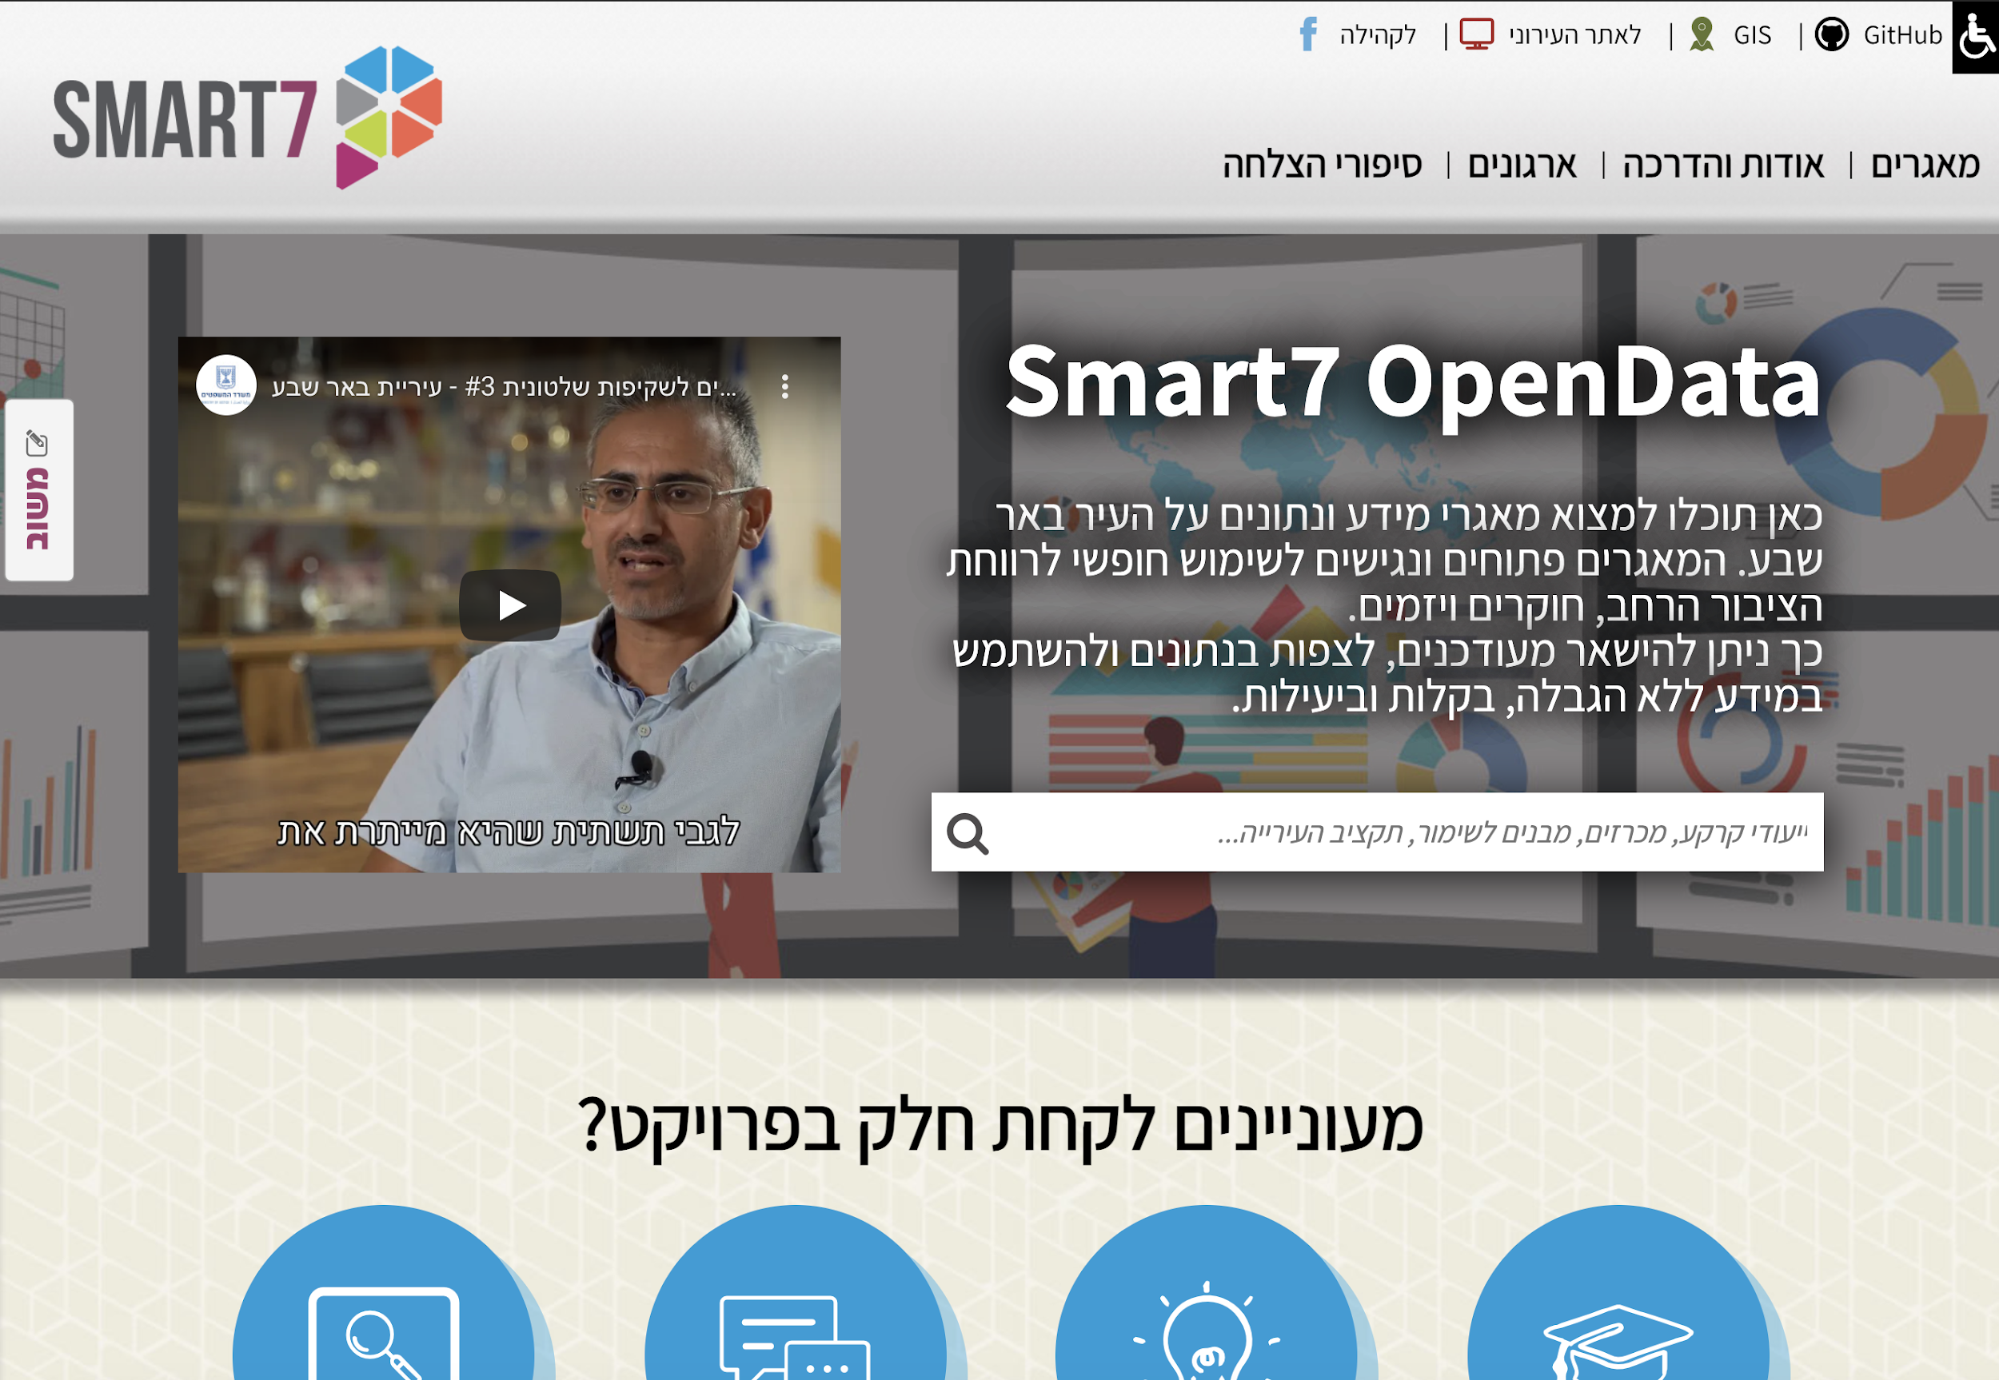 GitHub | GIS | לאתר העירוני | לקהילה
SMART7
מאגרים | אודות והדרכה | ארגונים | סיפורי הצלחה
Smart7 OpenData
כאן תוכלו למצוא מאגרי מידע ונתונים על העיר באר
שבע. המאגרים פתוחים ונגישים לשימוש חופשי לרווחת
הציבור הרחב, חוקרים ויזמים.
כך ניתן להישאר מעודכנים, לצפות בנתונים ולהשתמש
במידע ללא הגבלה, בקלות וביעילות.
ייעודי קרקע, מכרזים, מבנים לשימור, תקציב העירייה...
...ים לשקיפות שלטונית #3 - עיריית באר שבע
משרד המשפטים
לגבי תשתית שהיא מייתרת את
משוב
מעוניינים לקחת חלק בפרויקט?